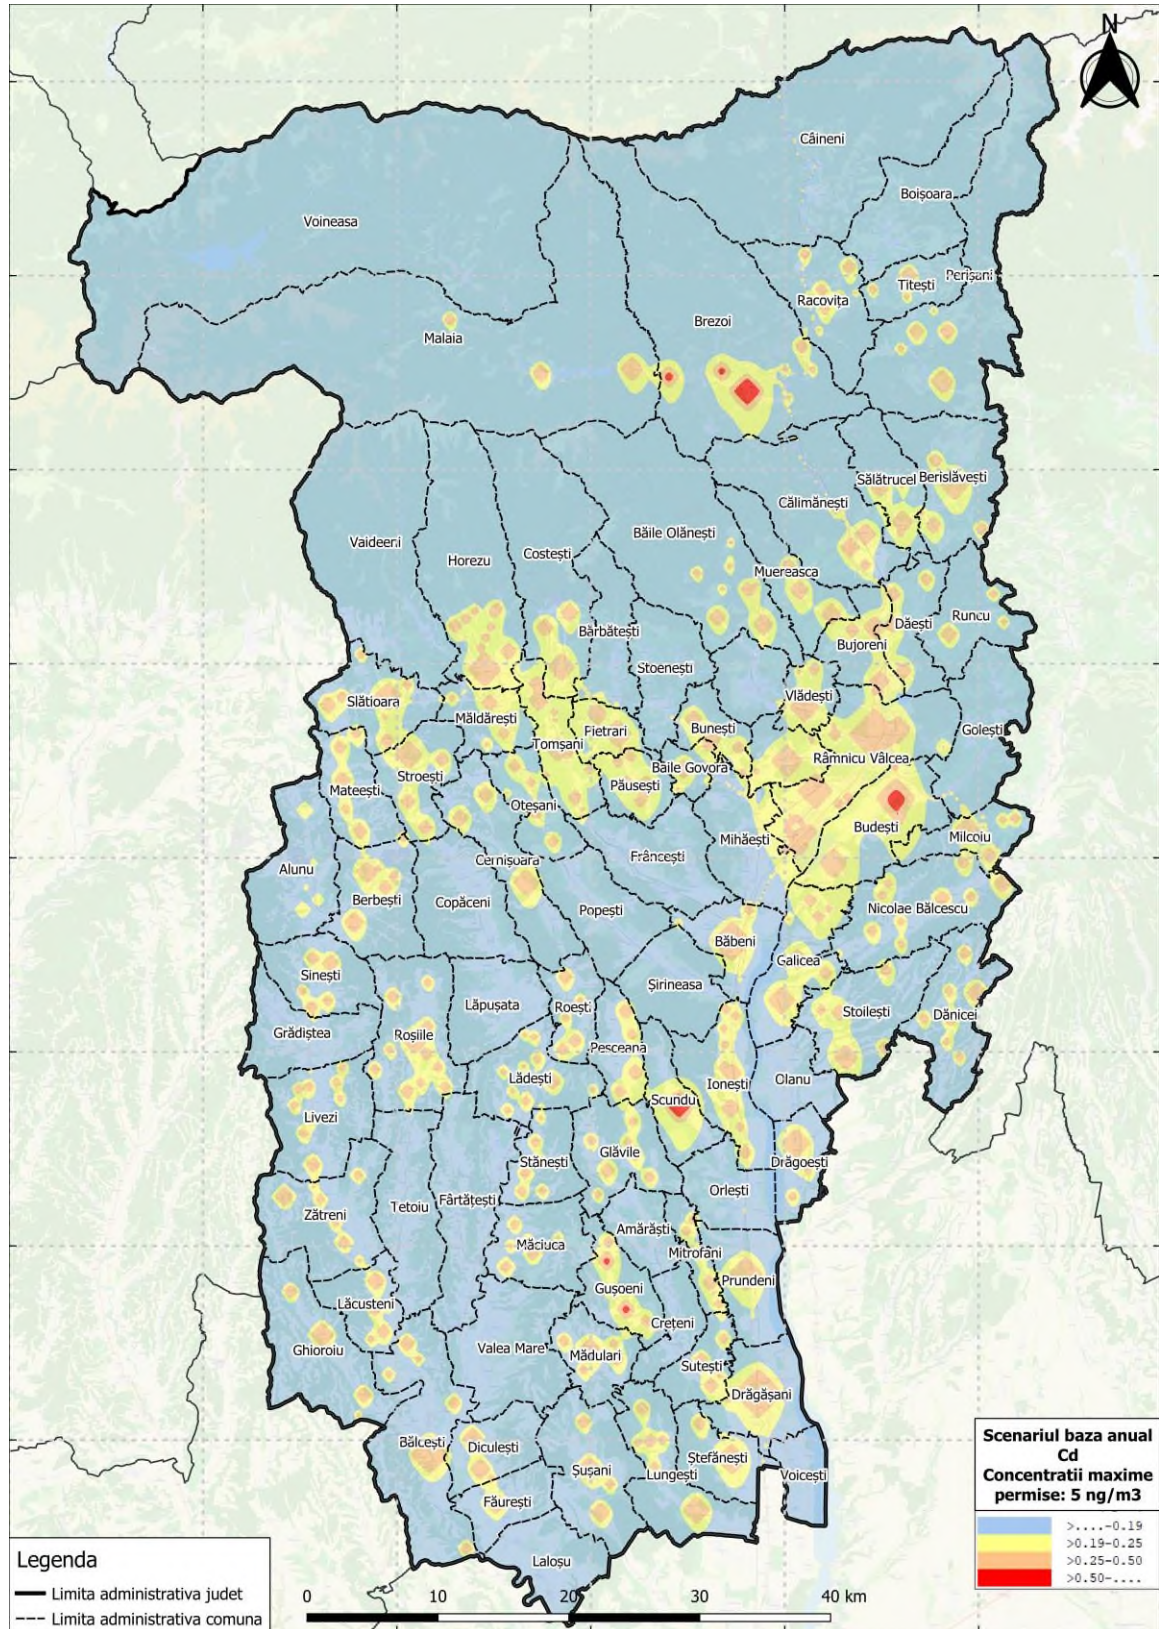 N
Câineni
Boișoara
Voineasa
Titești
Perișani
Racovița
Brezoi
Malaia
Sălătrucel
Berislăvești
Călimănești
Băile Olănești
Vaideeni
Costești
Horezu
Muereasca
Runcu
Dăești
Bărbătești
Bujoreni
Stoenești
Vlădești
Slătioara
Măldărești
Bunești
Golești
Fietrari
Tomșani
Râmnicu Vâlcea
Baile Govora
Stroești
Păusești
Mateești
Oteșani
Budești
Mihăești
Milcoiu
Cernișoara
Frâncești
Alunu
Berbești
Copăceni
Nicolae Bălcescu
Popești
Băbeni
Galicea
Sinești
Șirineasa
Lăpușata
Roești
Stoilești
Dănicei
Grădiștea
Roșiile
Pesceana
Lădești
Ionești
Olanu
Scundu
Livezi
Glăvile
Stănești
Drăgoești
Orlești
Tetoiu
Fârtățești
Zătreni
Amărăști
Măciuca
Mitrofani
Prundeni
Gușoeni
Lăcusteni
Crețeni
Ghioroiu
Valea Mare
Mădulari
Sutești
Drăgășani
Bălcești
Diculești
Ștefănești
Șușani
Lungești
Voicești
Făurești
Laloșu
Scenariul baza anual
Cd
Concentratii maxime
permise: 5 ng/m3
>....-0.19
>0.19-0.25
>0.25-0.50
>0.50-....
Legenda
Limita administrativa judet
Limita administrativa comuna
0 10 20 30 40 km